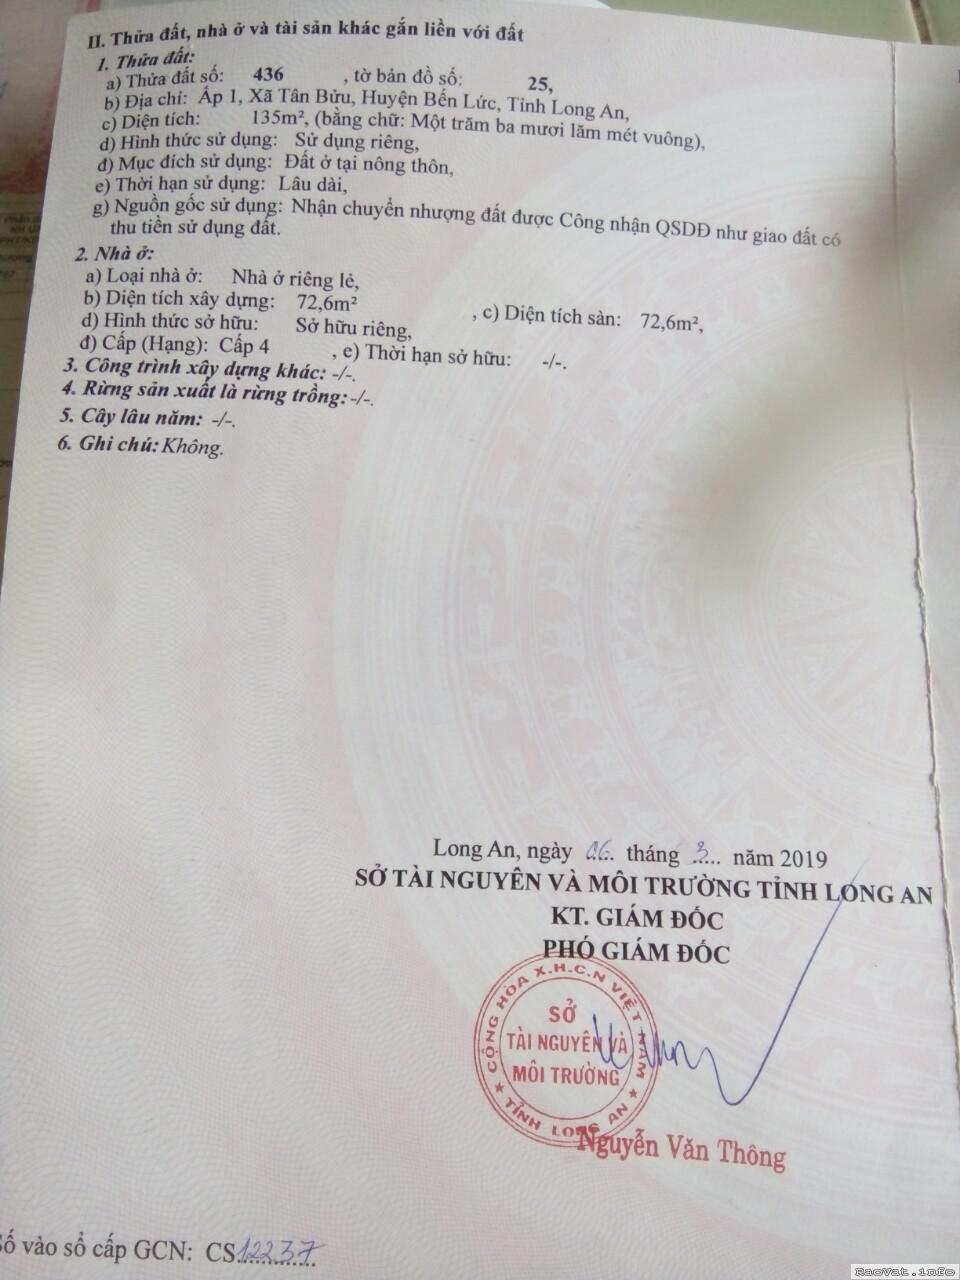 II. Thửa đất, nhà ở và tài sản khác gắn liền với đất
1. Thửa đất:
a) Thửa đất số: 436 , tờ bản đồ số: 25,
b) Địa chỉ: Ấp 1, Xã Tân Bửu, Huyện Bến Lức, Tỉnh Long An,
c) Diện tích: 135m², (bằng chữ: Một trăm ba mươi lăm mét vuông),
d) Hình thức sử dụng: Sử dụng riêng,
đ) Mục đích sử dụng: Đất ở tại nông thôn,
e) Thời hạn sử dụng: Lâu dài,
g) Nguồn gốc sử dụng: Nhận chuyển nhượng đất được Công nhận QSDĐ như giao đất có
thu tiền sử dụng đất.
2. Nhà ở:
a) Loại nhà ở: Nhà ở riêng lẻ,
b) Diện tích xây dựng: 72,6m² , c) Diện tích sàn: 72,6m²,
d) Hình thức sở hữu: Sở hữu riêng,
đ) Cấp (Hạng): Cấp 4 , e) Thời hạn sở hữu: -/-.
3. Công trình xây dựng khác: -/-.
4. Rừng sản xuất là rừng trồng: -/-.
5. Cây lâu năm: -/-.
6. Ghi chú: Không.
Long An, ngày 06. tháng 3..... năm 2019
SỞ TÀI NGUYÊN VÀ MÔI TRƯỜNG TỈNH LONG AN
KT. GIÁM ĐỐC
PHÓ GIÁM ĐỐC
CỘNG HÒA X.H.C.N VIỆT NAM
SỞ
TÀI NGUYÊN VÀ
MÔI TRƯỜNG
★ TỈNH LONG AN ★
Nguyễn Văn Thông
Số vào sổ cấp GCN: CS 12237
RaoVat.info